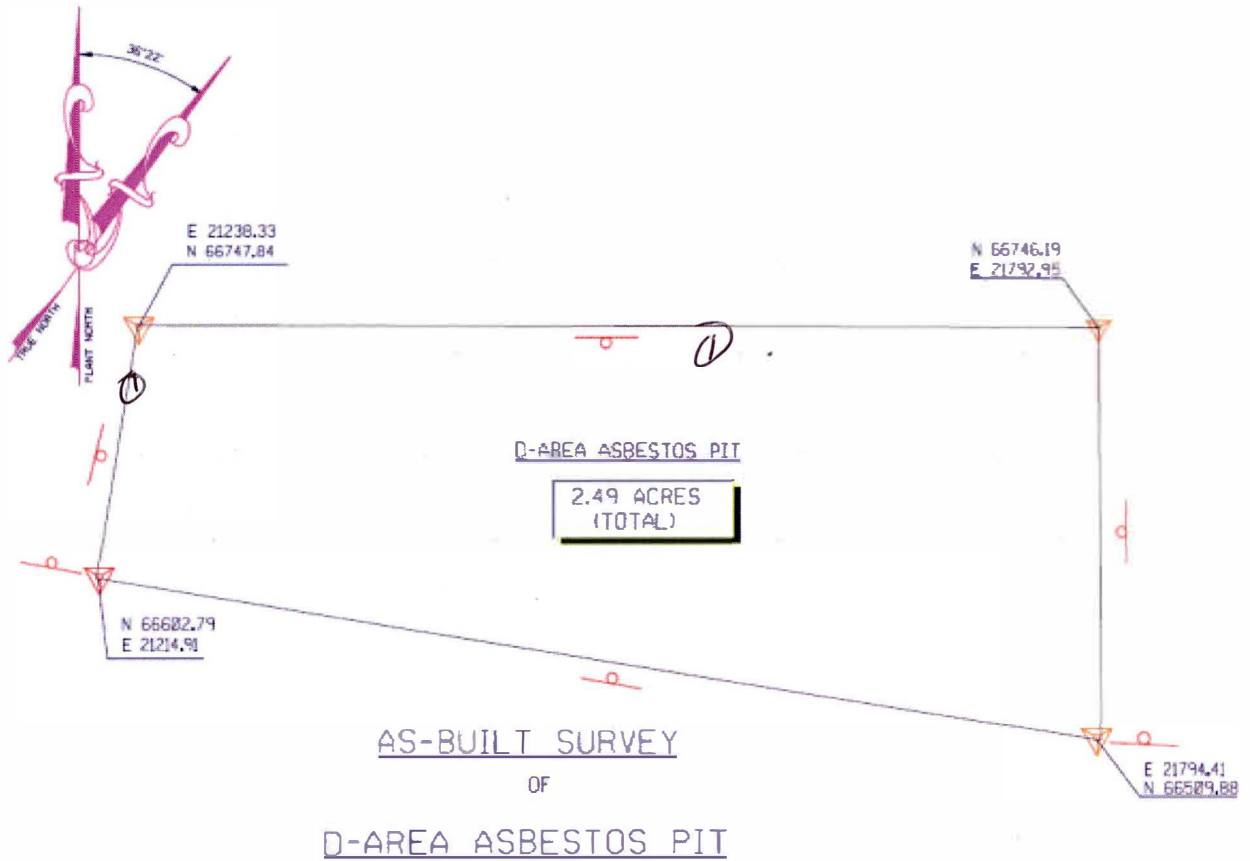 36°22'
TRUE NORTH
PLANT NORTH
E 21238.33
N 66747.84
N 66746.19
E 21792.95
D-AREA ASBESTOS PIT
2.49 ACRES
(TOTAL)
N 66602.79
E 21214.91
E 21794.41
N 66509.88
AS-BUILT SURVEY
OF
D-AREA ASBESTOS PIT